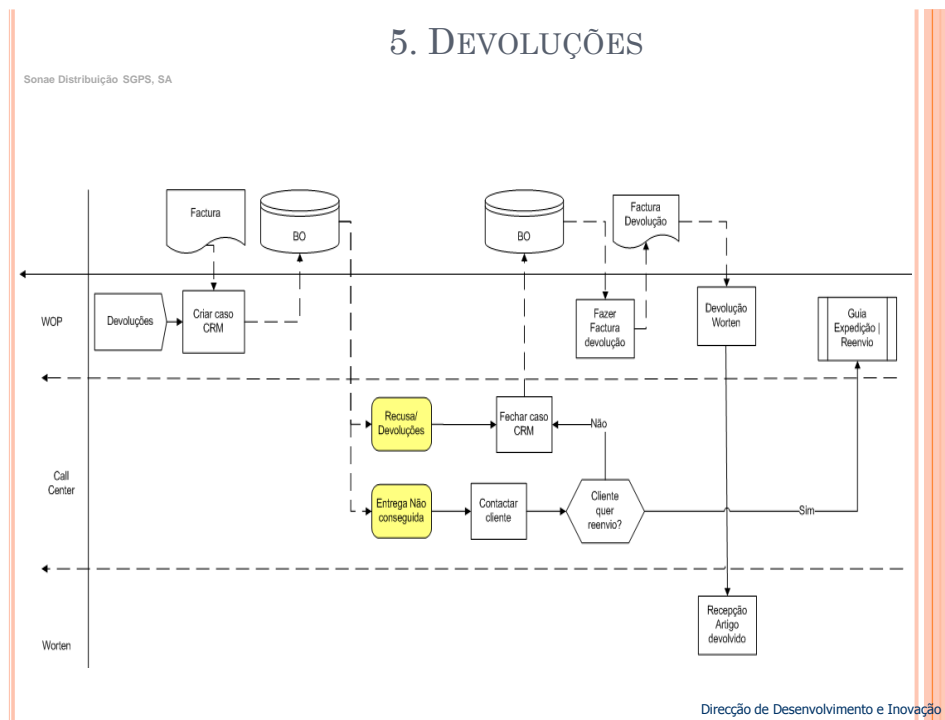 5. Devoluções
Sonae Distribuição SGPS, SA
Factura
BO
BO
Factura
Devolução
WOP
Devoluções
Criar caso
CRM
Fazer
Factura
devolução
Devolução
Worten
Guia
Expedição |
Reenvio
Call
Center
Recusa/
Devoluções
Fechar caso
CRM
Não
Entrega Não
conseguida
Contactar
cliente
Cliente
quer
reenvio?
Sim
Worten
Recepção
Artigo
devolvido
Direcção de Desenvolvimento e Inovação